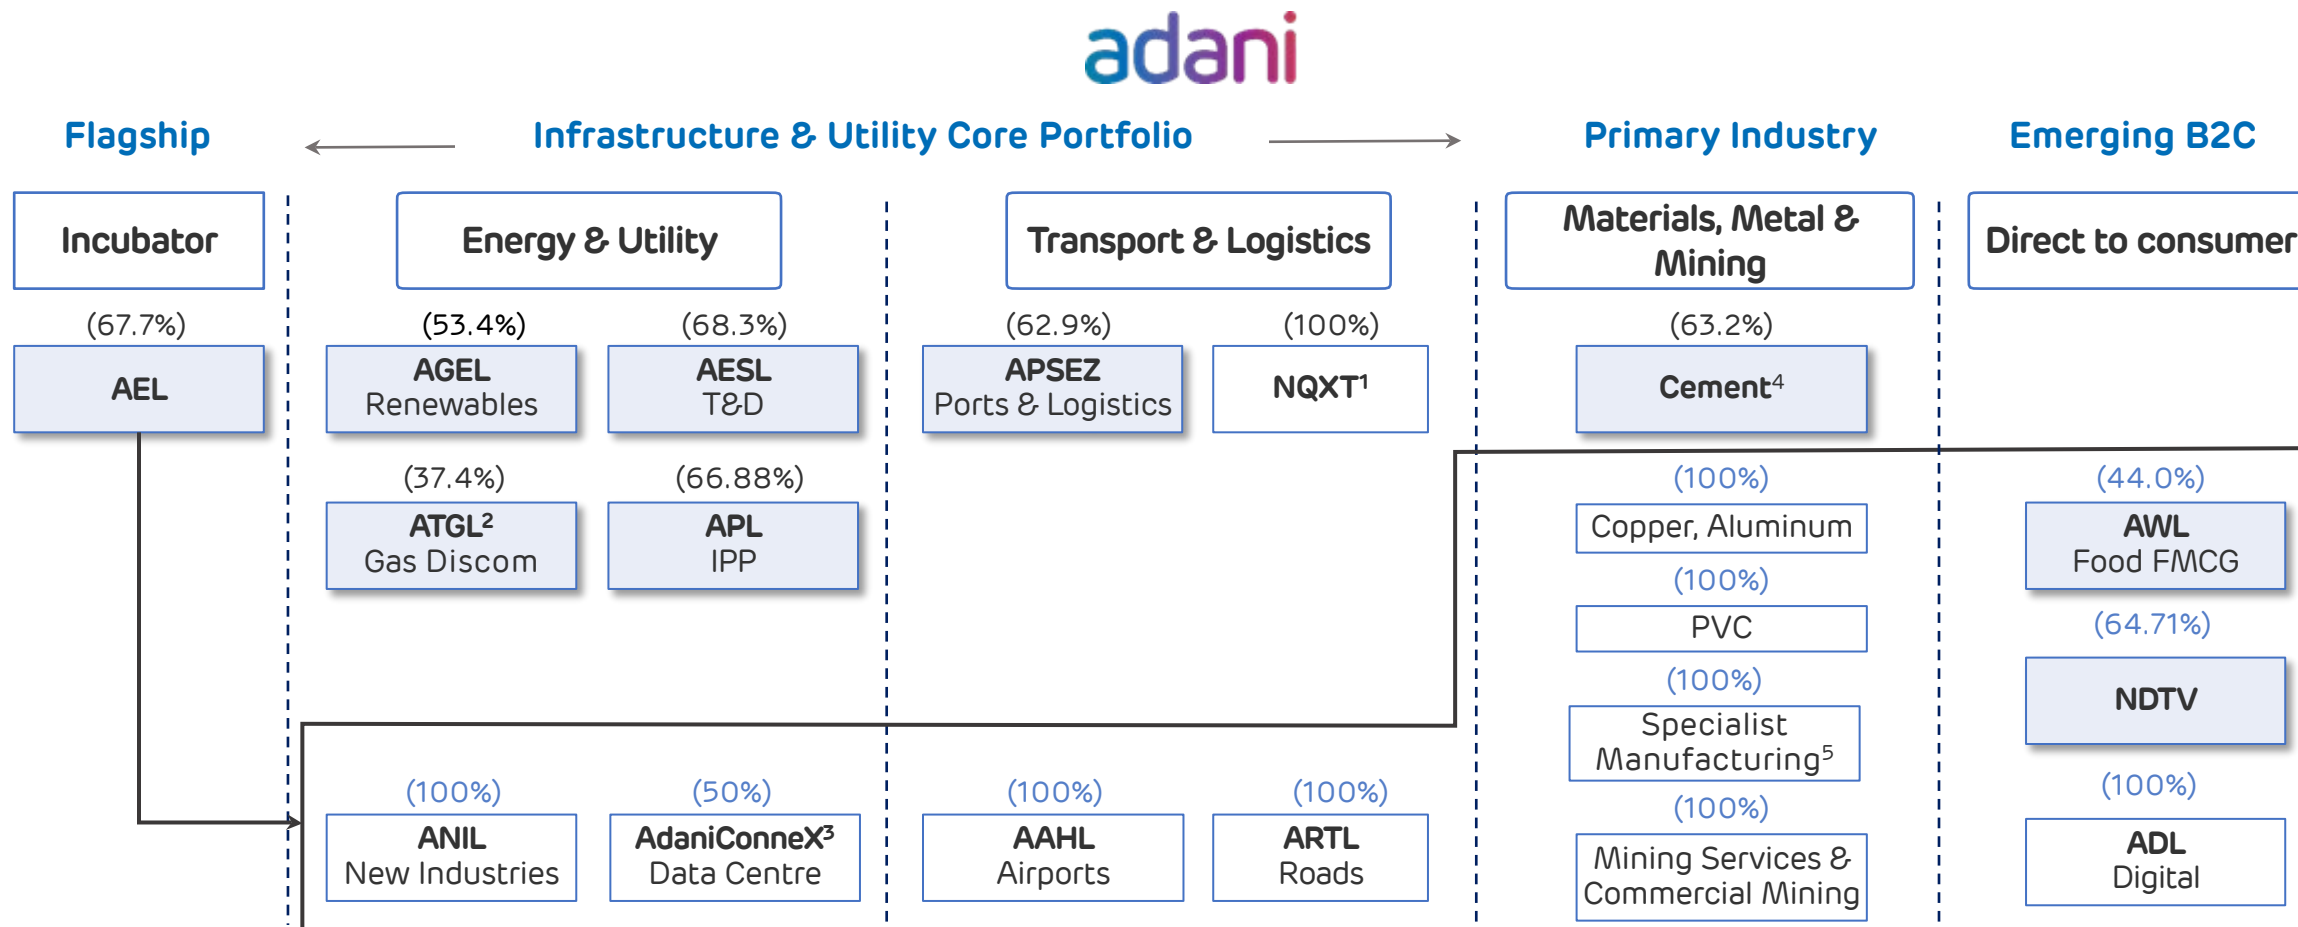 adani
Flagship
Infrastructure & Utility Core Portfolio
Primary Industry
Emerging B2C
Incubator
Energy & Utility
Transport & Logistics
Materials, Metal &
Mining
Direct to consumer
(67.7%)
(53.4%)
(68.3%)
(62.9%)
(100%)
(63.2%)
AEL
AGEL
Renewables
AESL
T&D
APSEZ
Ports & Logistics
NQXT¹
Cement⁴
(37.4%)
(66.88%)
(100%)
(44.0%)
ATGL²
Gas Discom
APL
IPP
Copper, Aluminum
AWL
Food FMCG
(100%)
PVC
(64.71%)
NDTV
(100%)
Specialist
Manufacturing⁵
(100%)
(50%)
(100%)
(100%)
(100%)
(100%)
ANIL
New Industries
AdaniConneX³
Data Centre
AAHL
Airports
ARTL
Roads
Mining Services &
Commercial Mining
ADL
Digital